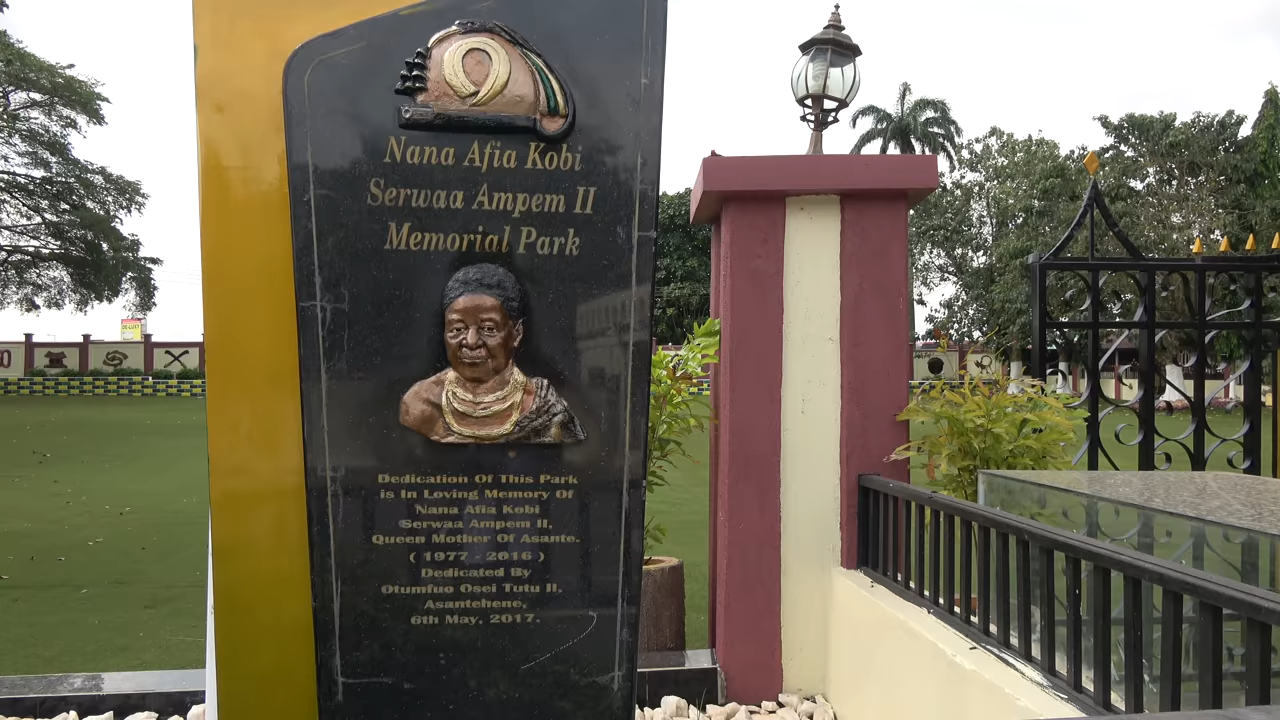 Nana Afia Kobi
Serwaa Ampem II
Memorial Park
Dedication Of This Park
is In Loving Memory Of
Nana Afia Kobi
Serwaa Ampem II,
Queen Mother Of Asante.
( 1977 - 2016 )
Dedicated By
Otumfuo Osei Tutu II,
Asantehene,
6th May, 2017.
DE-LUXY